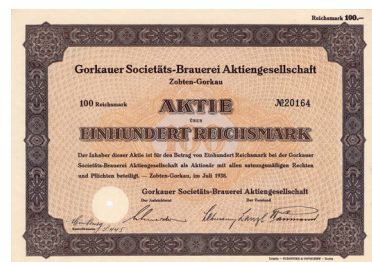 Reichsmark 100.—
Gorkauer Societäts-Brauerei Aktiengesellschaft
Zobten-Gorkau
100 Reichsmark
AKTIE
№20164
ÜBER
EINHUNDERT REICHSMARK
Der Inhaber dieser Aktie ist für den Betrag von Einhundert Reichsmark bei der Gorkauer
Societäts-Brauerei Aktiengesellschaft als Aktionär mit allen satzungsmäßigen Rechten
und Pflichten beteiligt. — Zobten-Gorkau, im Juli 1938.
Gorkauer Societäts-Brauerei Aktiengesellschaft
Der Aufsichtsrat
Der Vorstand